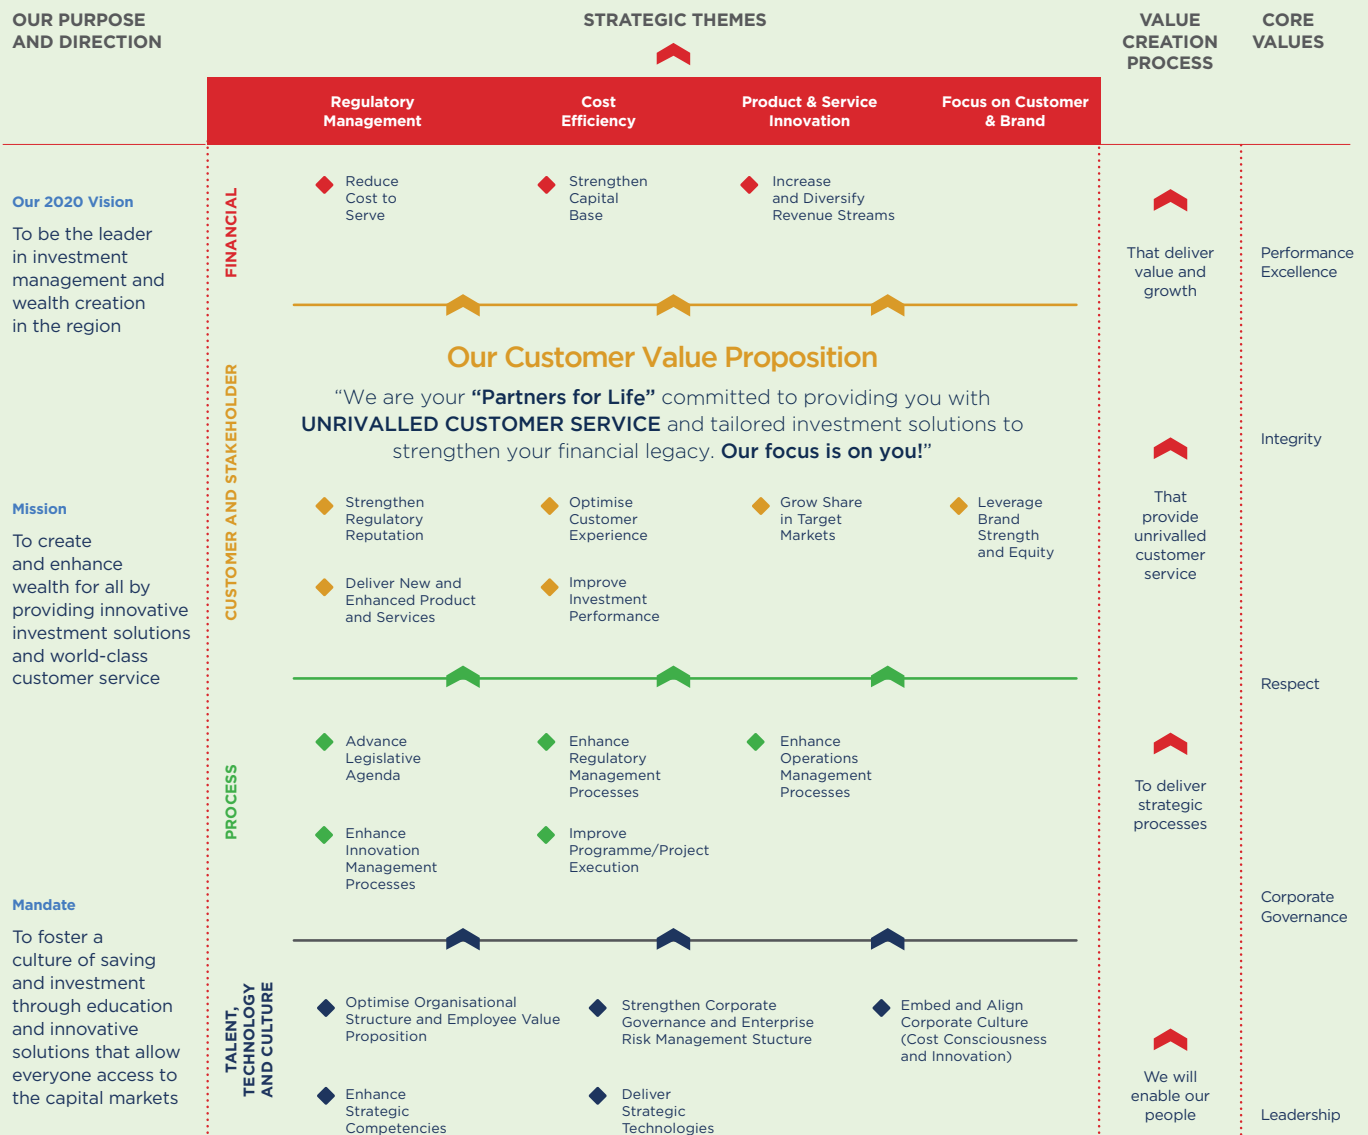 OUR PURPOSE
AND DIRECTION
STRATEGIC THEMES
VALUE
CREATION
PROCESS
CORE
VALUES
Regulatory
Management
Cost
Efficiency
Product & Service
Innovation
Focus on Customer
& Brand
Our 2020 Vision
To be the leader
in investment
management and
wealth creation
in the region
Mission
To create
and enhance
wealth for all by
providing innovative
investment solutions
and world-class
customer service
Mandate
To foster a
culture of saving
and investment
through education
and innovative
solutions that allow
everyone access to
the capital markets
FINANCIAL
Reduce
Cost to
Serve
Strengthen
Capital
Base
Increase
and Diversify
Revenue Streams
CUSTOMER AND STAKEHOLDER
Our Customer Value Proposition
“We are your “Partners for Life” committed to providing you with
UNRIVALLED CUSTOMER SERVICE and tailored investment solutions to
strengthen your financial legacy. Our focus is on you!”
Strengthen
Regulatory
Reputation
Optimise
Customer
Experience
Grow Share
in Target
Markets
Leverage
Brand
Strength
and Equity
Deliver New and
Enhanced Product
and Services
Improve
Investment
Performance
PROCESS
Advance
Legislative
Agenda
Enhance
Regulatory
Management
Processes
Enhance
Operations
Management
Processes
Enhance
Innovation
Management
Processes
Improve
Programme/Project
Execution
TALENT,
TECHNOLOGY
AND CULTURE
Optimise Organisational
Structure and Employee Value
Proposition
Strengthen Corporate
Governance and Enterprise
Risk Management Stucture
Embed and Align
Corporate Culture
(Cost Consciousness
and Innovation)
Enhance
Strategic
Competencies
Deliver
Strategic
Technologies
That deliver
value and
growth
That
provide
unrivalled
customer
service
To deliver
strategic
processes
We will
enable our
people
Performance
Excellence
Integrity
Respect
Corporate
Governance
Leadership